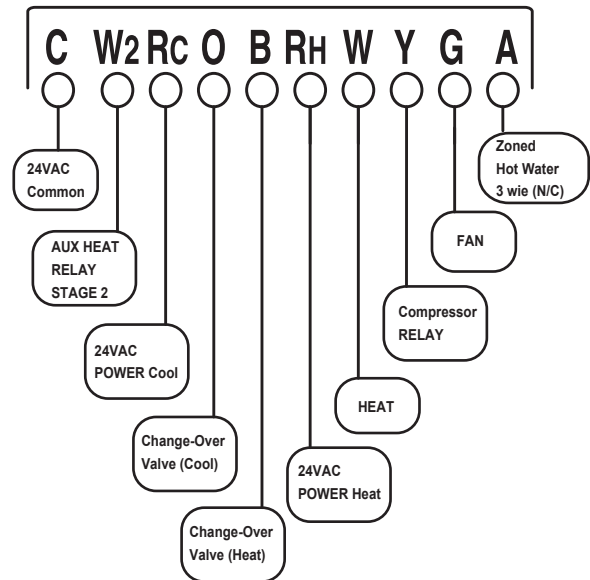 C W2 RC O B RH W Y G A
24VAC
Common
AUX HEAT
RELAY
STAGE 2
24VAC
POWER Cool
Change-Over
Valve (Cool)
Change-Over
Valve (Heat)
24VAC
POWER Heat
HEAT
Compressor
RELAY
FAN
Zoned
Hot Water
3 wie (N/C)